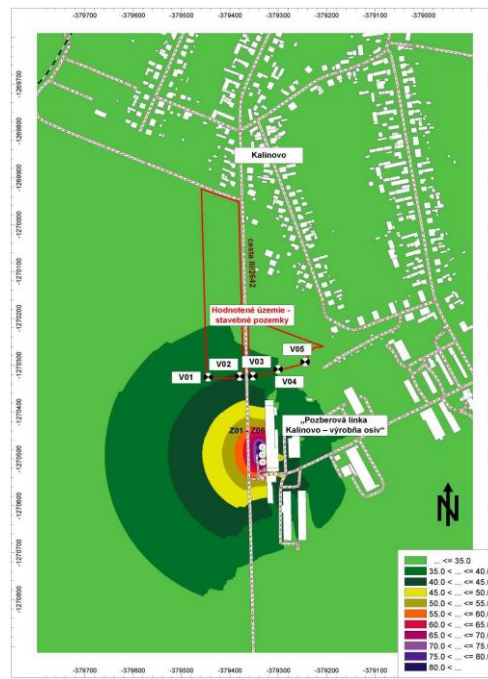 -379700 -379600 -379500 -379400 -379300 -379200 -379100 -379000
-1269700
-1269800
-1269900
-1270000
-1270100
-1270200
-1270300
-1270400
-1270500
-1270600
-1270700
-1270800
Kalinovo
cesta III/2642
Hodnotené územie -
stavebné pozemky
V01
V02
V03
V04
V05
Z01 - Z06
„Pozberová linka
Kalinovo – výrobňa osív“
N
... <= 35.0
35.0 < ... <= 40.0
40.0 < ... <= 45.0
45.0 < ... <= 50.0
50.0 < ... <= 55.0
55.0 < ... <= 60.0
60.0 < ... <= 65.0
65.0 < ... <= 70.0
70.0 < ... <= 75.0
75.0 < ... <= 80.0
80.0 < ...
-379700 -379600 -379500 -379400 -379300 -379200 -379100